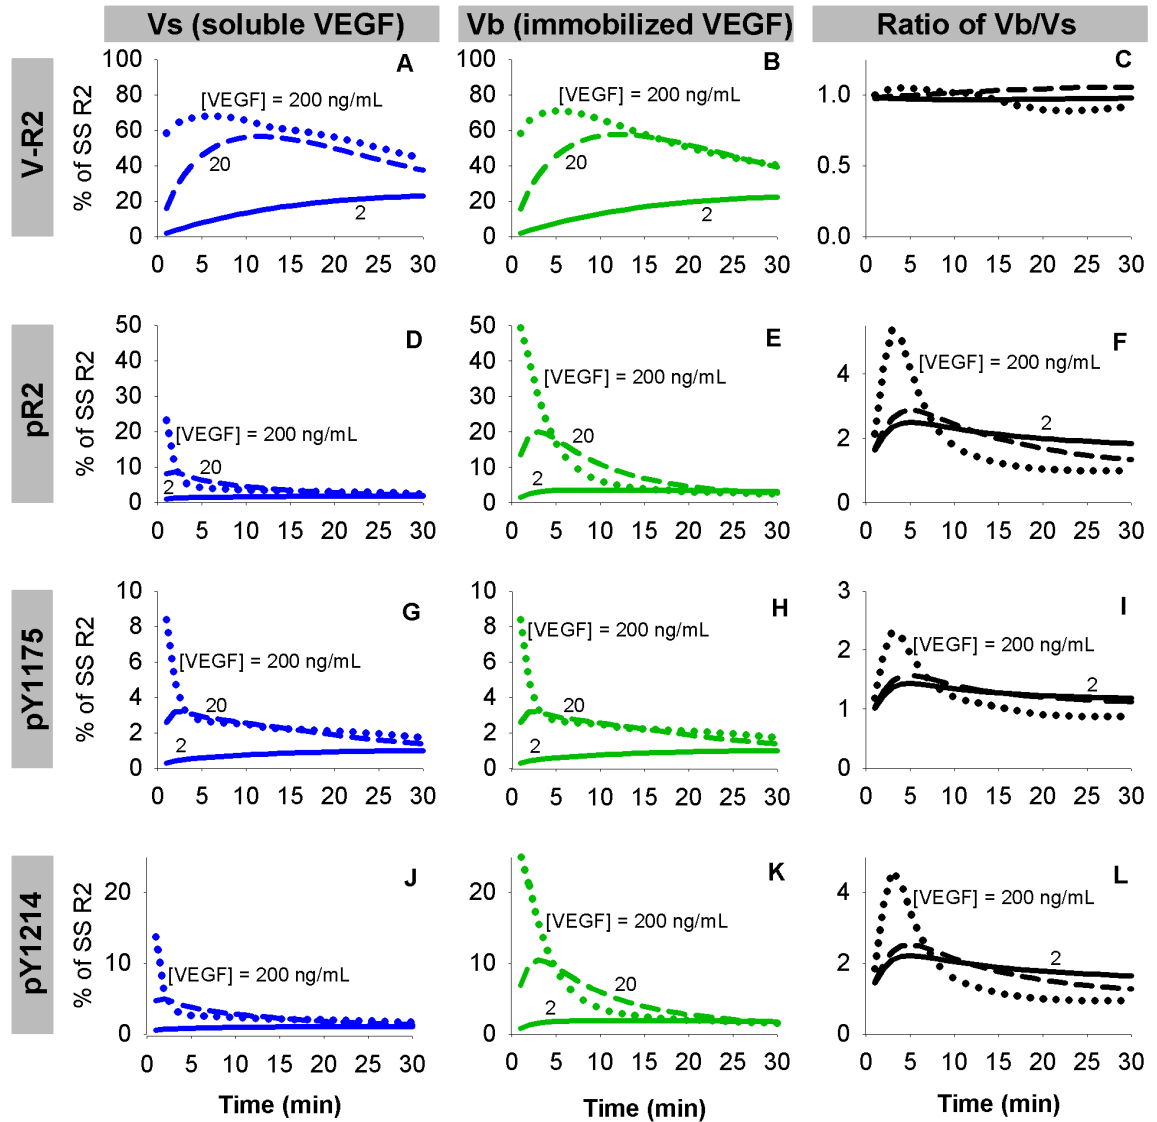 Vs (soluble VEGF) Vb (immobilized VEGF) Ratio of Vb/Vs
V-R2
% of SS R2
100
80
60
40
20
0
A
[VEGF] = 200 ng/mL
20
2
0 5 10 15 20 25 30
100
80
60
40
20
0
B
[VEGF] = 200 ng/mL
20
2
0 5 10 15 20 25 30
1.0
0.5
0.0
C
0 5 10 15 20 25 30
pR2
% of SS R2
50
40
30
20
10
0
D
[VEGF] = 200 ng/mL
20
2
0 5 10 15 20 25 30
50
40
30
20
10
0
E
[VEGF] = 200 ng/mL
20
2
0 5 10 15 20 25 30
4
2
0
F
[VEGF] = 200 ng/mL
2
0 5 10 15 20 25 30
pY1175
% of SS R2
10
8
6
4
2
0
G
[VEGF] = 200 ng/mL
20
2
0 5 10 15 20 25 30
10
8
6
4
2
0
H
[VEGF] = 200 ng/mL
20
2
0 5 10 15 20 25 30
3
2
1
0
I
[VEGF] = 200 ng/mL
2
0 5 10 15 20 25 30
pY1214
% of SS R2
20
10
0
J
[VEGF] = 200 ng/mL
0 5 10 15 20 25 30
Time (min)
20
10
0
K
[VEGF] = 200 ng/mL
20
2
0 5 10 15 20 25 30
Time (min)
4
2
0
L
[VEGF] = 200 ng/mL
2
0 5 10 15 20 25 30
Time (min)